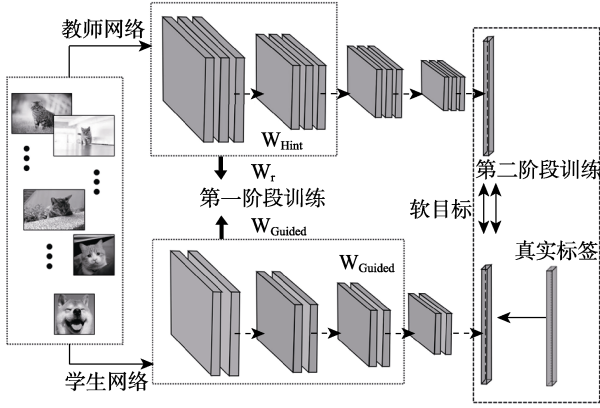 教师网络
W_Hint
W_r
第一阶段训练
W_Guided
第二阶段训练
软目标
W_Guided
真实标签
学生网络